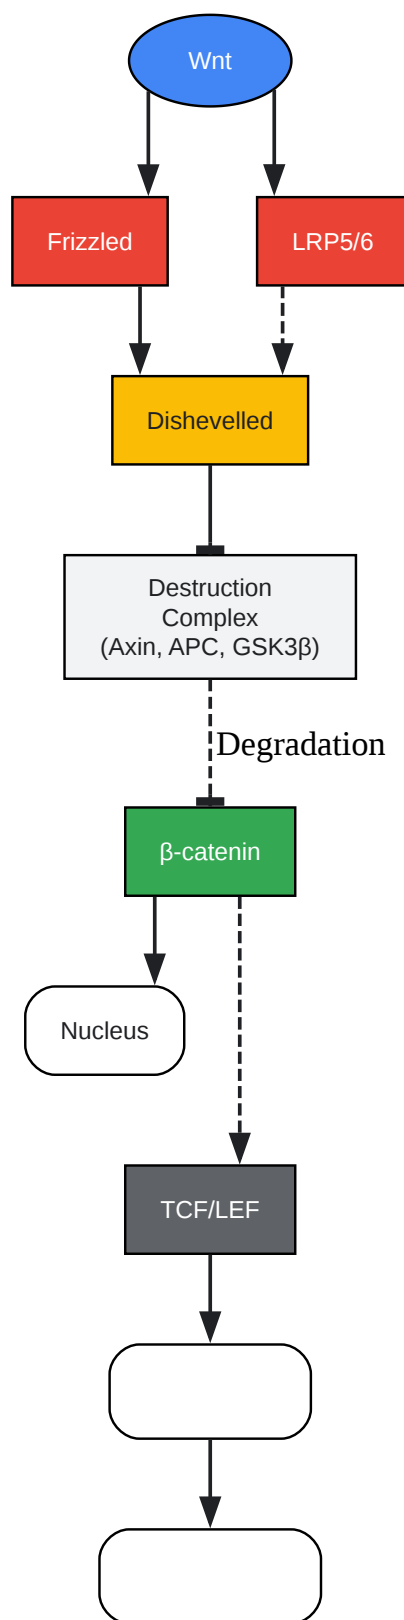 Wnt
Frizzled
LRP5/6
Dishevelled
Destruction
Complex
(Axin, APC, GSK3β)
Degradation
β-catenin
Nucleus
TCF/LEF